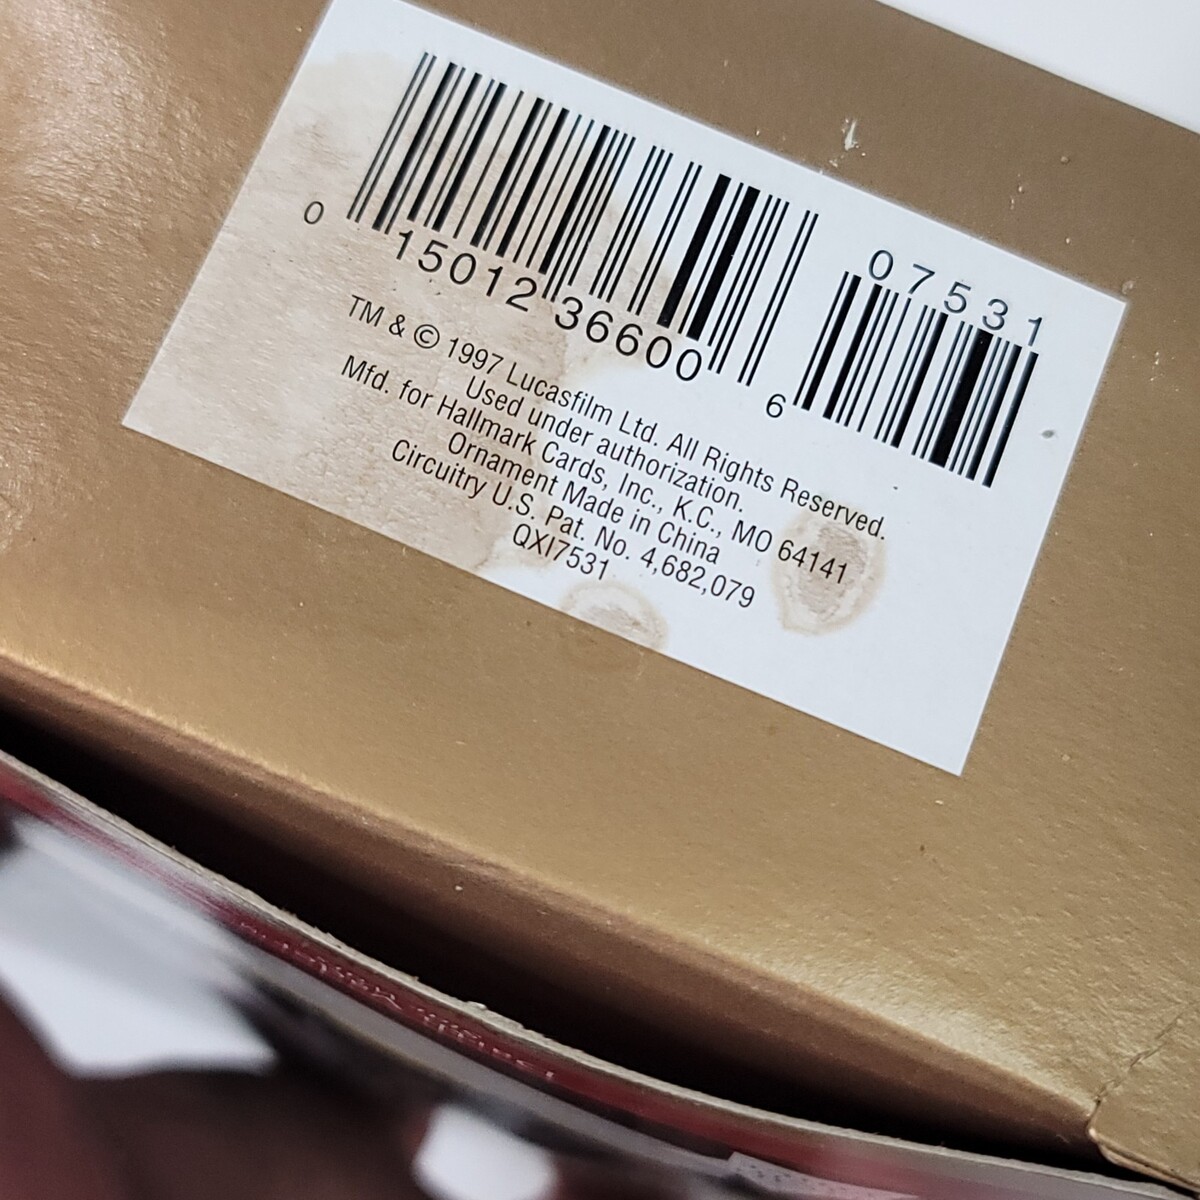 0 15012 36600 6
07531
TM & © 1997 Lucasfilm Ltd. All Rights Reserved.
Used under authorization.
Mfd. for Hallmark Cards, Inc., K.C., MO 64141
Ornament Made in China
Circuitry U.S. Pat. No. 4,682,079
QXI7531